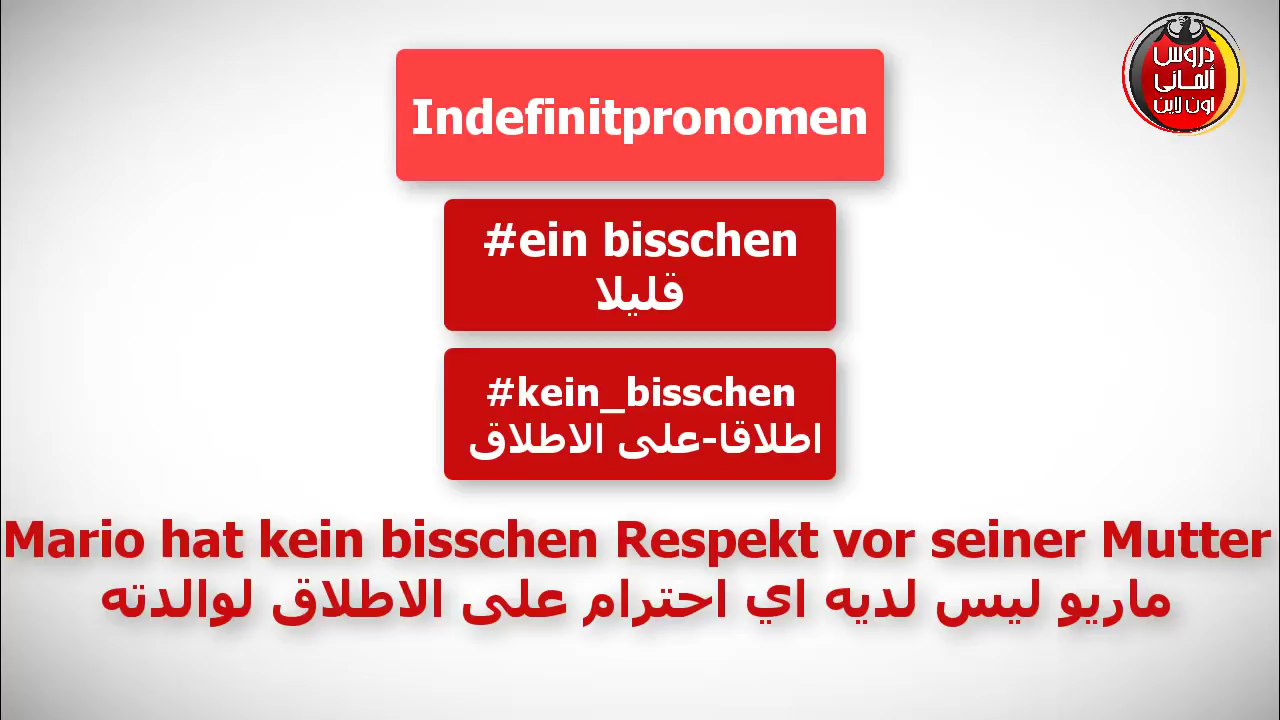 دروس
ألمانى
اون لاين
Indefinitpronomen
#ein bisschen
قليلا
#kein_bisschen
اطلاقا-على الاطلاق
Mario hat kein bisschen Respekt vor seiner Mutter
ماريو ليس لديه اي احترام على الاطلاق لوالدته